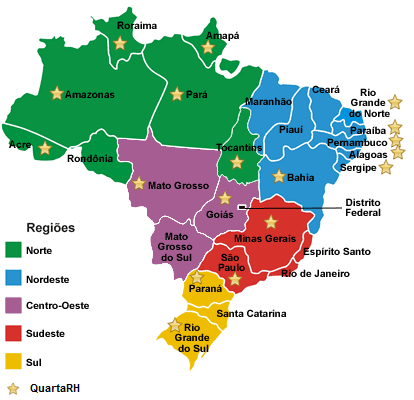 Roraima
Amapá
Amazonas
Pará
Maranhão
Ceará
Rio
Grande
do Norte
Paraíba
Piauí
Pernambuco
Alagoas
Sergipe
Acre
Rondônia
Tocantins
Bahia
Mato Grosso
Distrito
Federal
Goiás
Minas Gerais
Mato
Grosso
do Sul
Espírito Santo
São
Paulo
Rio de Janeiro
Paraná
Santa Catarina
Rio
Grande
do Sul
Regiões
Norte
Nordeste
Centro-Oeste
Sudeste
Sul
QuartaRH